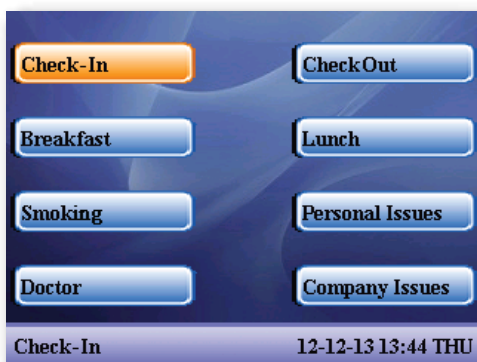 Check-In
CheckOut
Breakfast
Lunch
Smoking
Personal Issues
Doctor
Company Issues
Check-In 12-12-13 13:44 THU